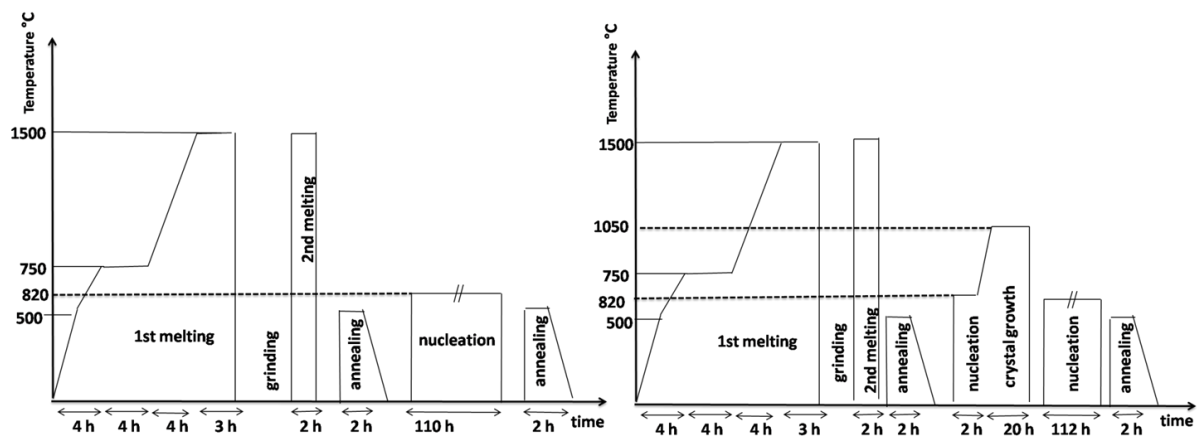 Temperature °C
1500
750
820
500
1st melting
grinding
2nd melting
annealing
nucleation
annealing
4 h 4 h 4 h 3 h 2 h 2 h 110 h 2 h time
Temperature °C
1500
1050
750
820
500
1st melting
grinding
2nd melting
annealing
nucleation
crystal growth
//
nucleation
annealing
4 h 4 h 4 h 3 h 2 h 2 h 2 h 20 h 112 h 2 h time